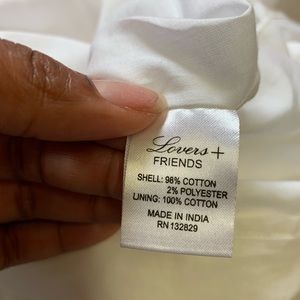 Lovers +
FRIENDS
SHELL: 98% COTTON
2% POLYESTER
LINING: 100% COTTON
MADE IN INDIA
RN 132829